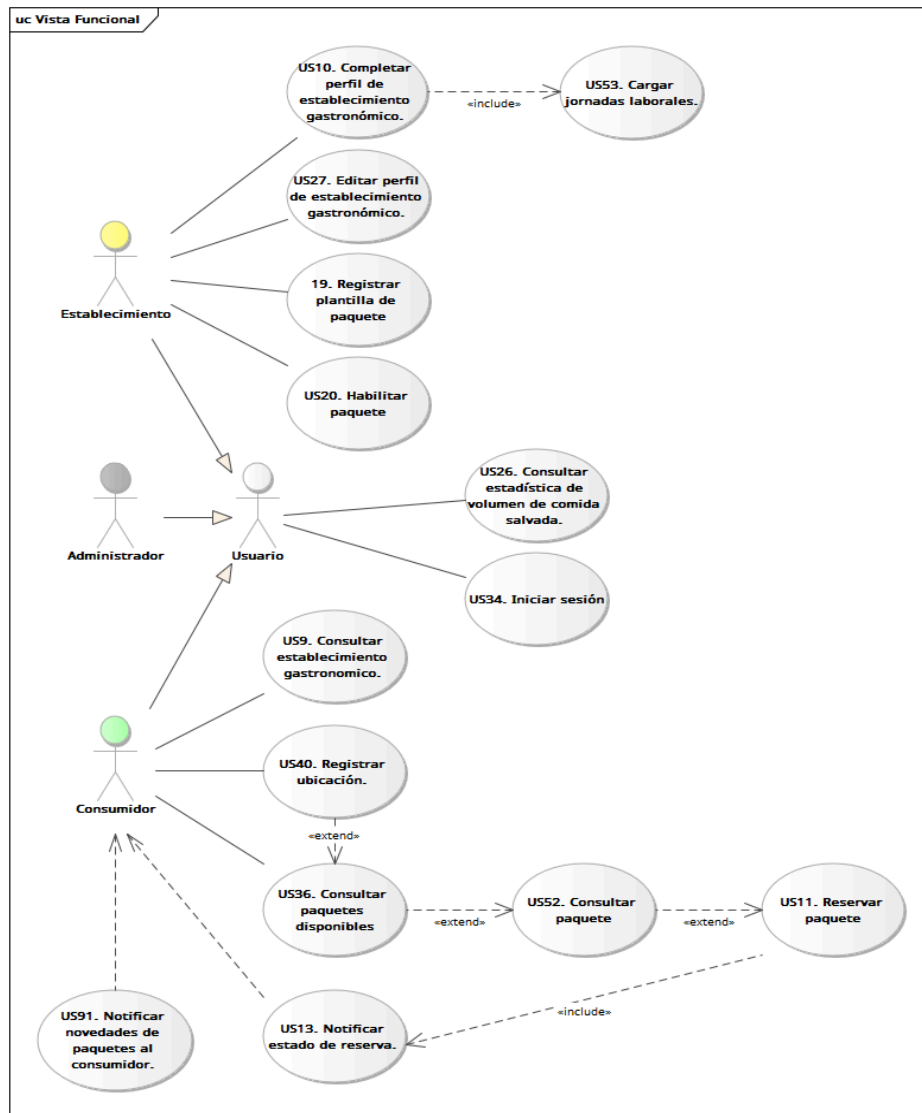 uc Vista Funcional
US10. Completar
perfil de
establecimiento
gastronómico.
«include»
US53. Cargar
jornadas laborales.
US27. Editar perfil
de establecimiento
gastronómico.
Establecimiento
19. Registrar
plantilla de
paquete
US20. Habilitar
paquete
US26. Consultar
estadística de
volumen de comida
salvada.
Administrador
Usuario
US34. Iniciar sesión
US9. Consultar
establecimiento
gastronomico.
Consumidor
US40. Registrar
ubicación.
«extend»
US36. Consultar
paquetes
disponibles
«extend»
US52. Consultar
paquete
«extend»
US11. Reservar
paquete
«include»
US91. Notificar
novedades de
paquetes al
consumidor.
US13. Notificar
estado de reserva.